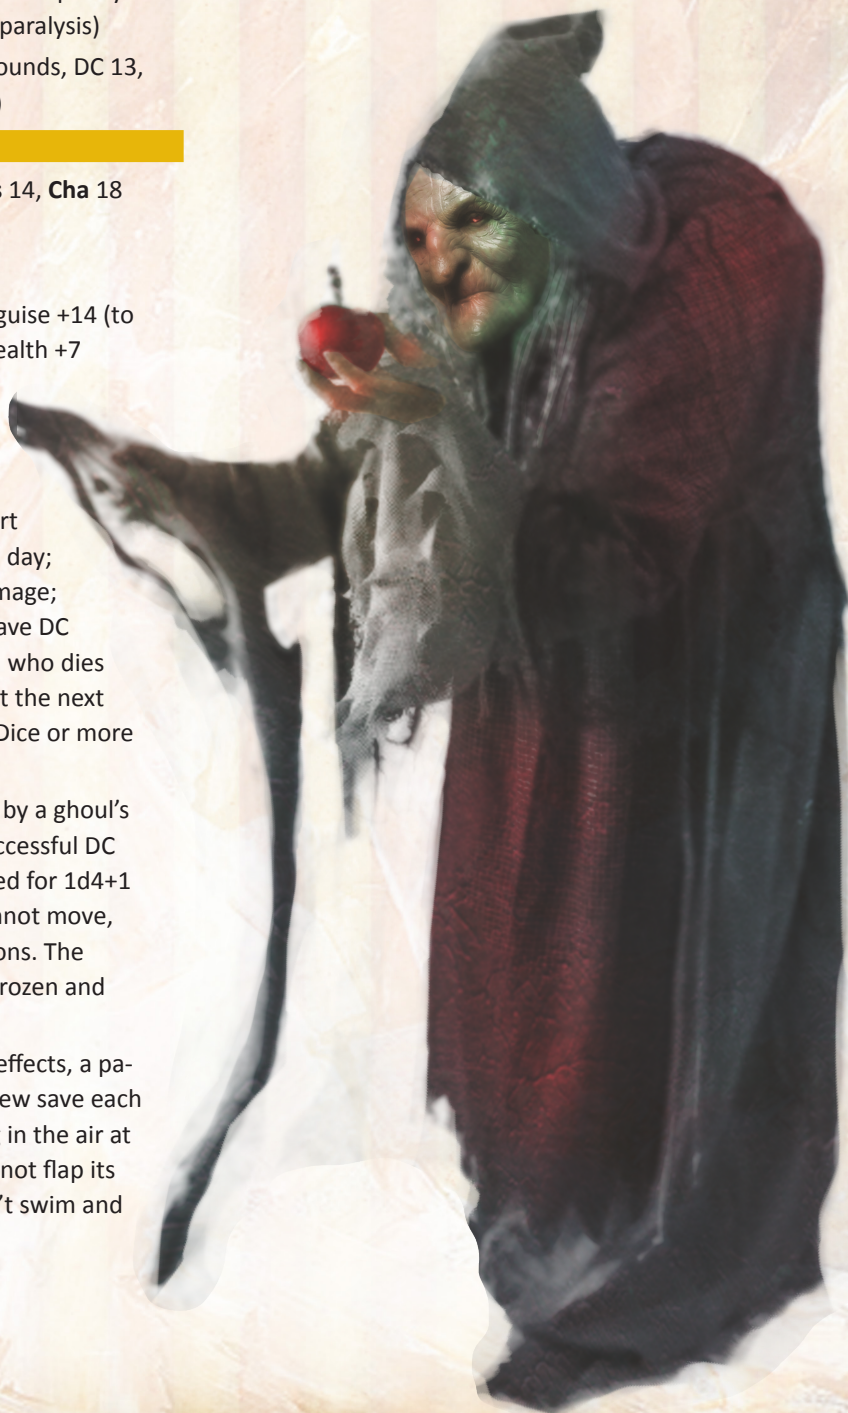 paralysis)
ounds, DC 13,
)
s 14, Cha 18
guise +14 (to
ealth +7
rt
day;
mage;
ave DC
who dies
t the next
Dice or more
by a ghoul’s
ccessful DC
ed for 1d4+1
nnot move,
ons. The
frozen and
effects, a pa-
ew save each
in the air at
not flap its
’t swim and